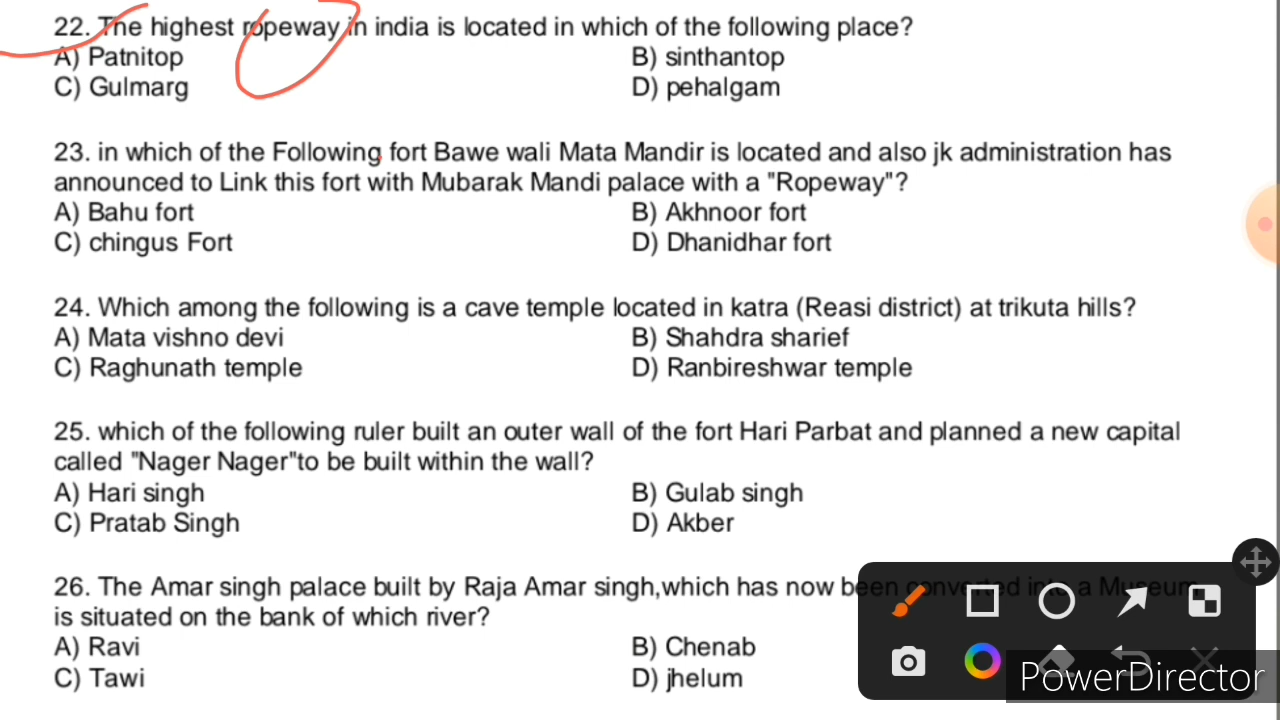 22. The highest ropeway in india is located in which of the following place?
A) Patnitop B) sinthantop
C) Gulmarg D) pehalgam
23. in which of the Following fort Bawe wali Mata Mandir is located and also jk administration has
announced to Link this fort with Mubarak Mandi palace with a "Ropeway"?
A) Bahu fort B) Akhnoor fort
C) chingus Fort D) Dhanidhar fort
24. Which among the following is a cave temple located in katra (Reasi district) at trikuta hills?
A) Mata vishno devi B) Shahdra sharief
C) Raghunath temple D) Ranbireshwar temple
25. which of the following ruler built an outer wall of the fort Hari Parbat and planned a new capital
called "Nager Nager"to be built within the wall?
A) Hari singh B) Gulab singh
C) Pratab Singh D) Akber
26. The Amar singh palace built by Raja Amar singh,which has now been converted into a Museum
is situated on the bank of which river?
A) Ravi B) Chenab
C) Tawi D) jhelum
PowerDirector